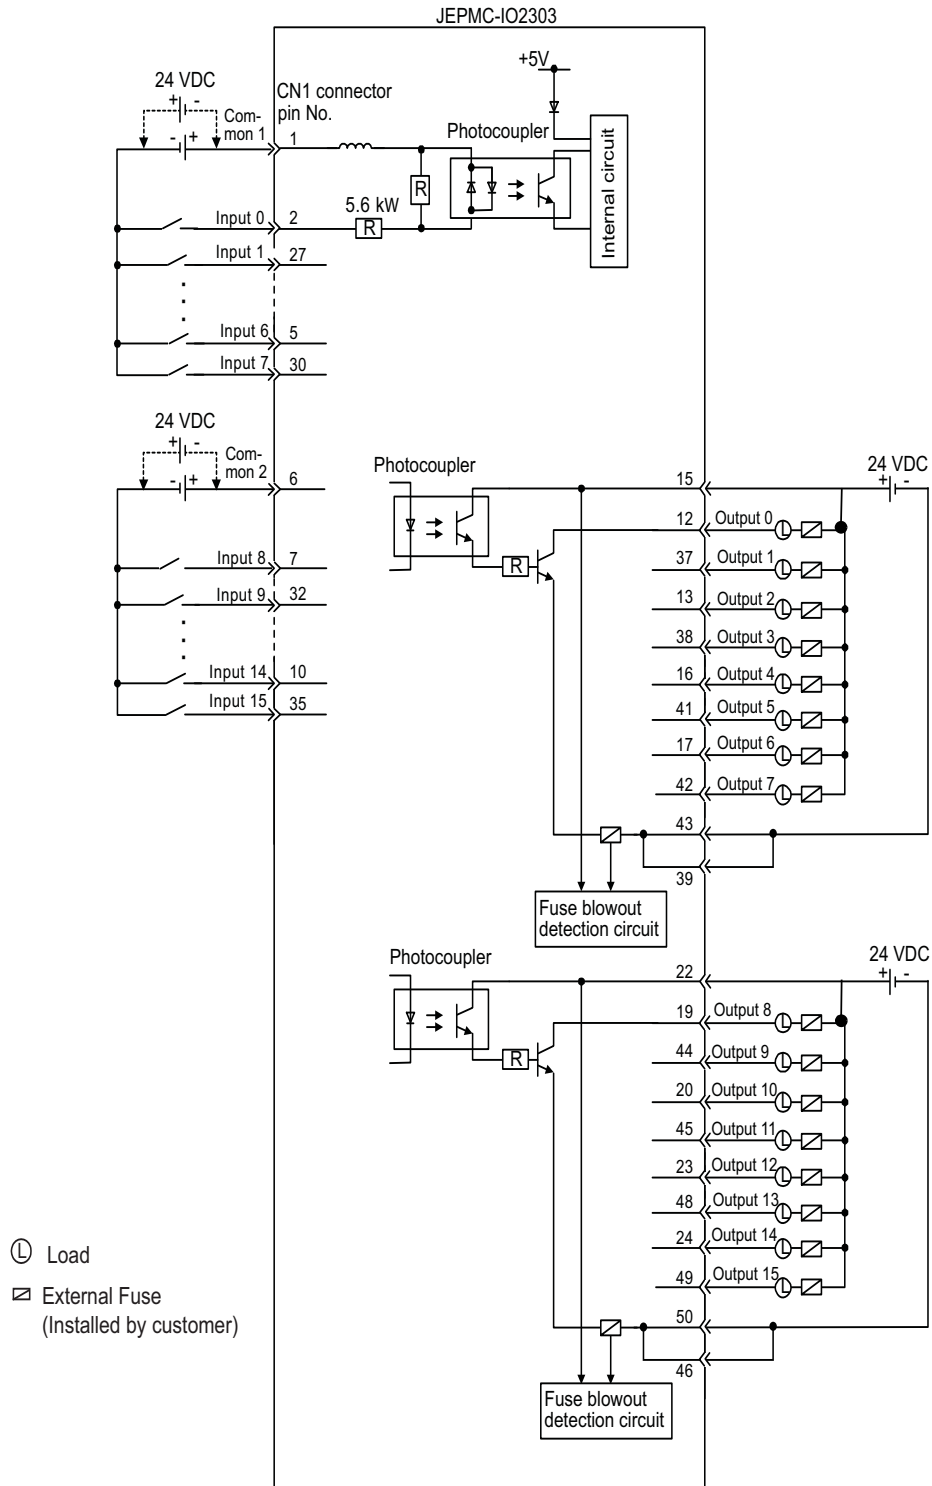 JEPMC-IO2303
+5V
24 VDC
+ -
CN1 connector
pin No.
Com-
mon 1
- +
1
Photocoupler
Internal circuit
R
5.6 kW
Input 0
2
R
Input 1
27
Input 6
5
Input 7
30
24 VDC
+ -
Com-
mon 2
- +
6
Input 8
7
Input 9
32
Input 14
10
Input 15
35
Photocoupler
R
15
24 VDC
+ -
12
Output 0
L
37
Output 1
L
13
Output 2
L
38
Output 3
L
16
Output 4
L
41
Output 5
L
17
Output 6
L
42
Output 7
L
43
39
Fuse blowout
detection circuit
Photocoupler
R
22
24 VDC
+ -
19
Output 8
L
44
Output 9
L
20
Output 10
L
45
Output 11
L
23
Output 12
L
48
Output 13
L
24
Output 14
L
49
Output 15
L
50
46
Fuse blowout
detection circuit
L Load
External Fuse
(Installed by customer)